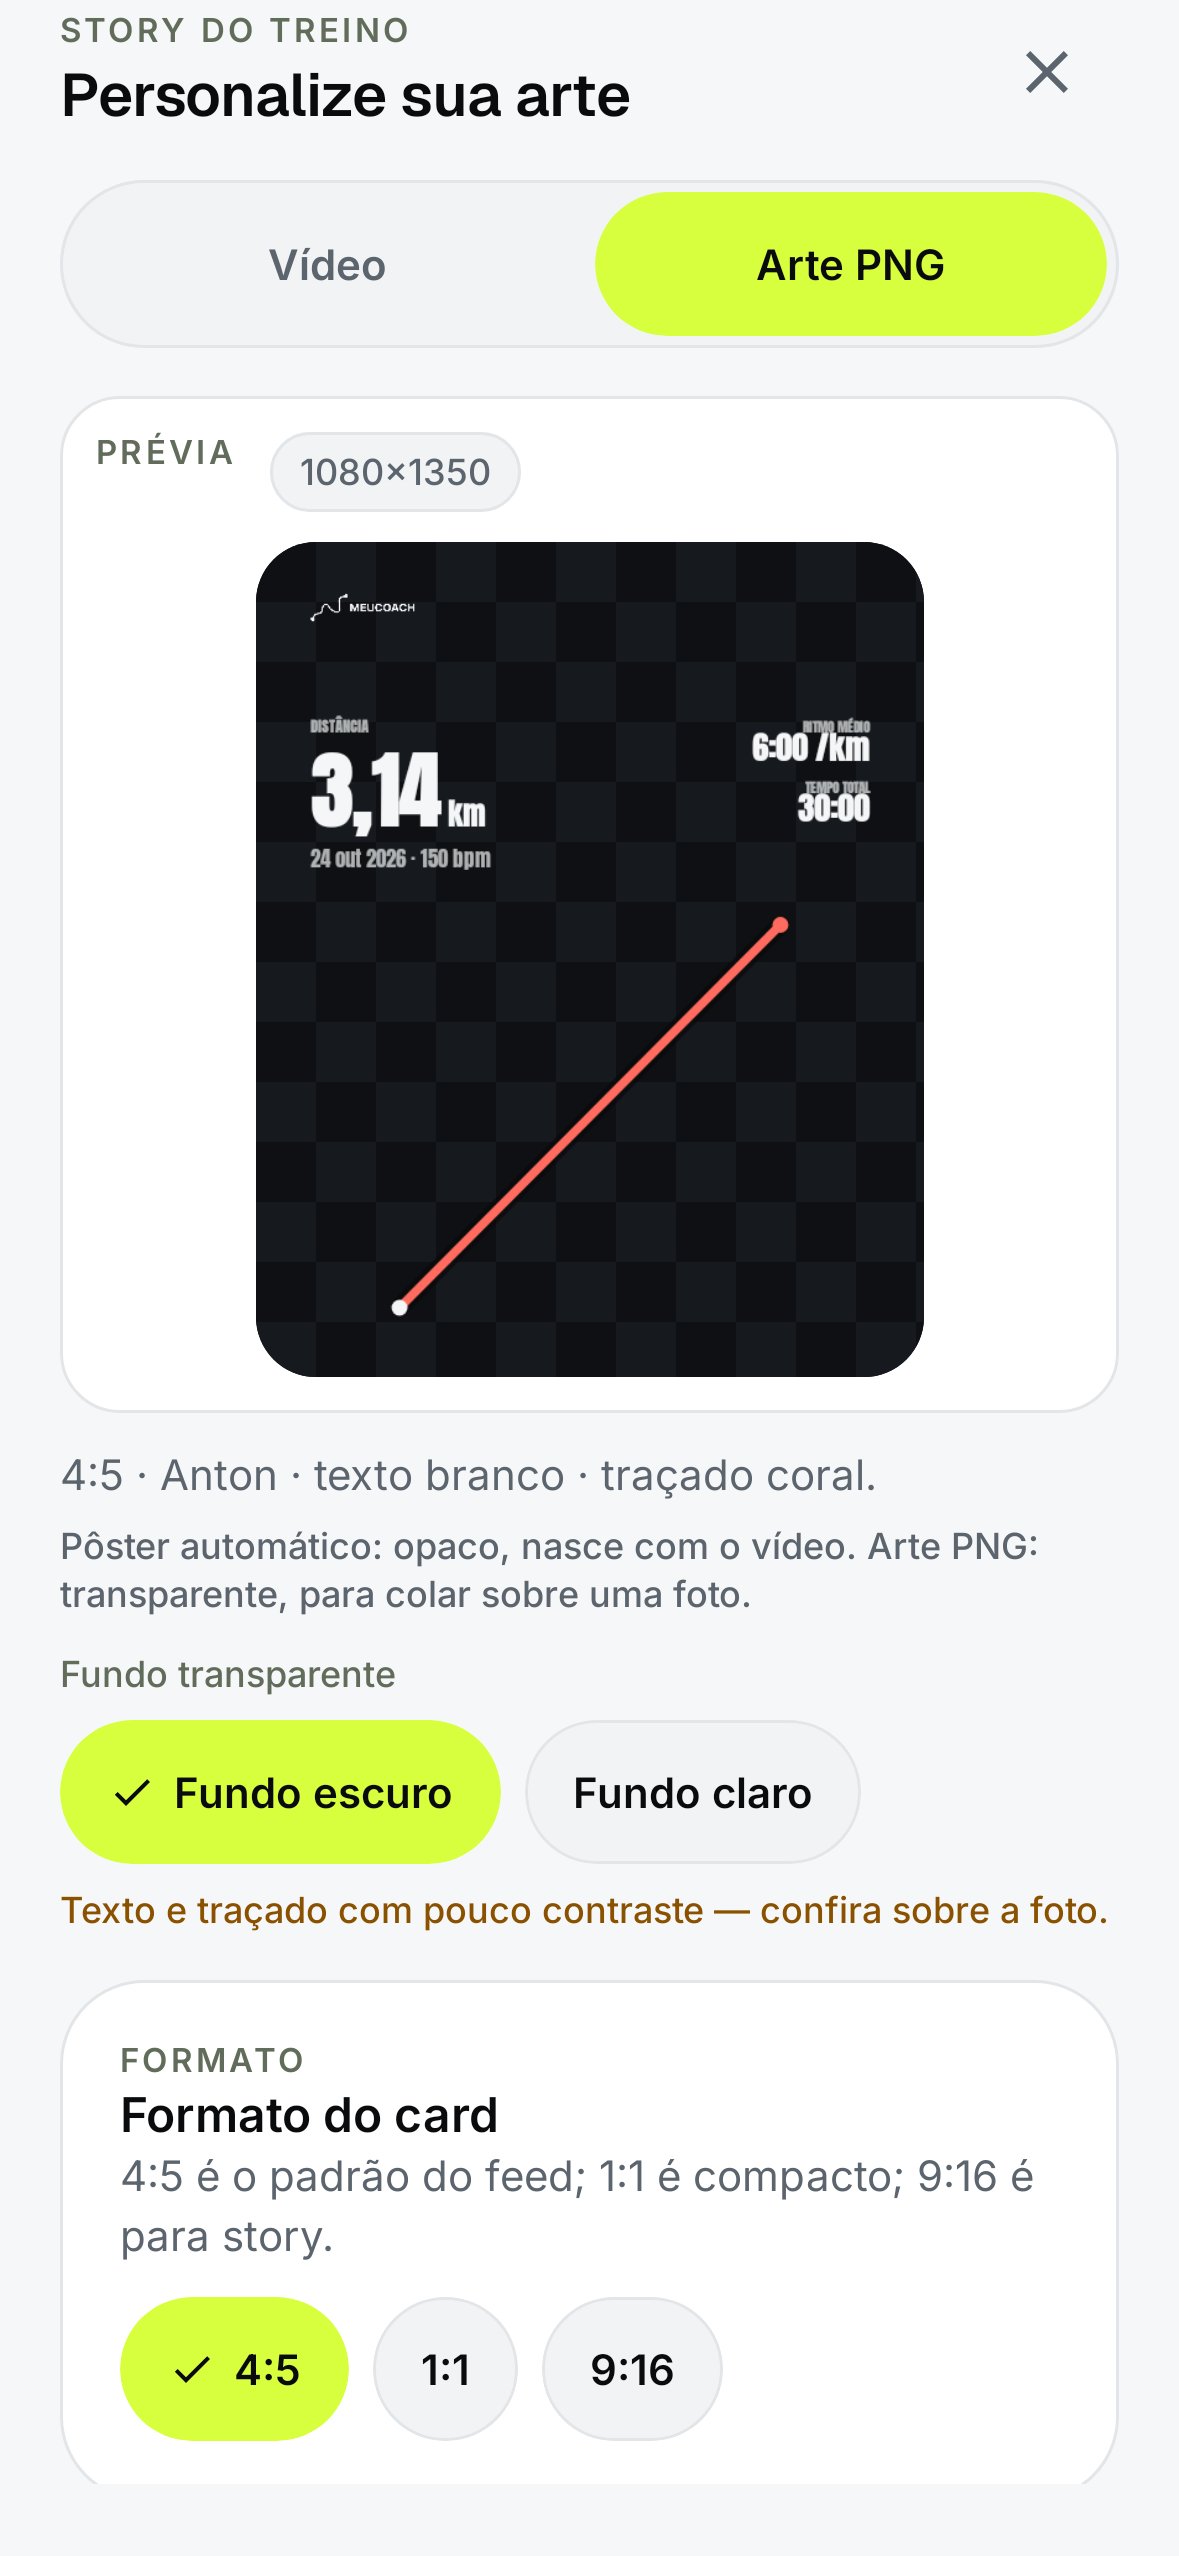 STORY DO TREINO
Personalize sua arte
Vídeo
Arte PNG
PRÉVIA
1080×1350
MEUCOACH
DISTÂNCIA
3,14 km
24 out 2026 · 150 bpm
RITMO MÉDIO
6:00 /km
TEMPO TOTAL
30:00
4:5 · Anton · texto branco · traçado coral.
Pôster automático: opaco, nasce com o vídeo. Arte PNG:
transparente, para colar sobre uma foto.
Fundo transparente
Fundo escuro
Fundo claro
Texto e traçado com pouco contraste — confira sobre a foto.
FORMATO
Formato do card
4:5 é o padrão do feed; 1:1 é compacto; 9:16 é
para story.
4:5
1:1
9:16